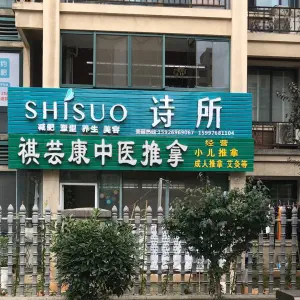 SHISUO 诗所
减肥 塑型 养生 美容
祺芸康中医推拿
经营
小儿推拿
成人推拿 艾灸等